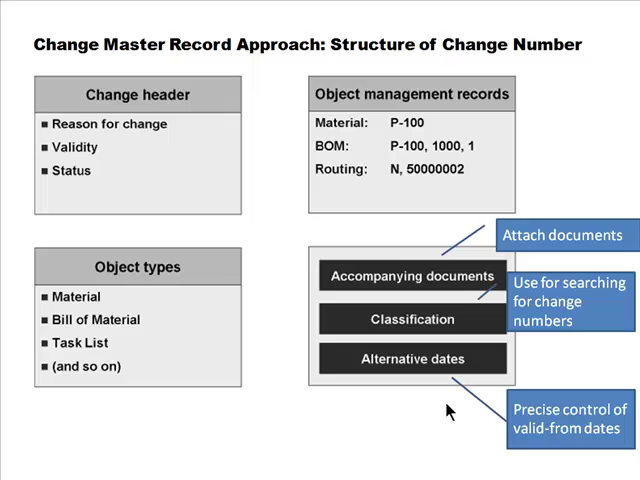 Change Master Record Approach: Structure of Change Number
Change header
■ Reason for change
■ Validity
■ Status
Object management records
Material: P-100
BOM: P-100, 1000, 1
Routing: N, 50000002
Object types
■ Material
■ Bill of Material
■ Task List
■ (and so on)
Accompanying documents
Classification
Alternative dates
Attach documents
Use for searching
for change
numbers
Precise control of
valid-from dates